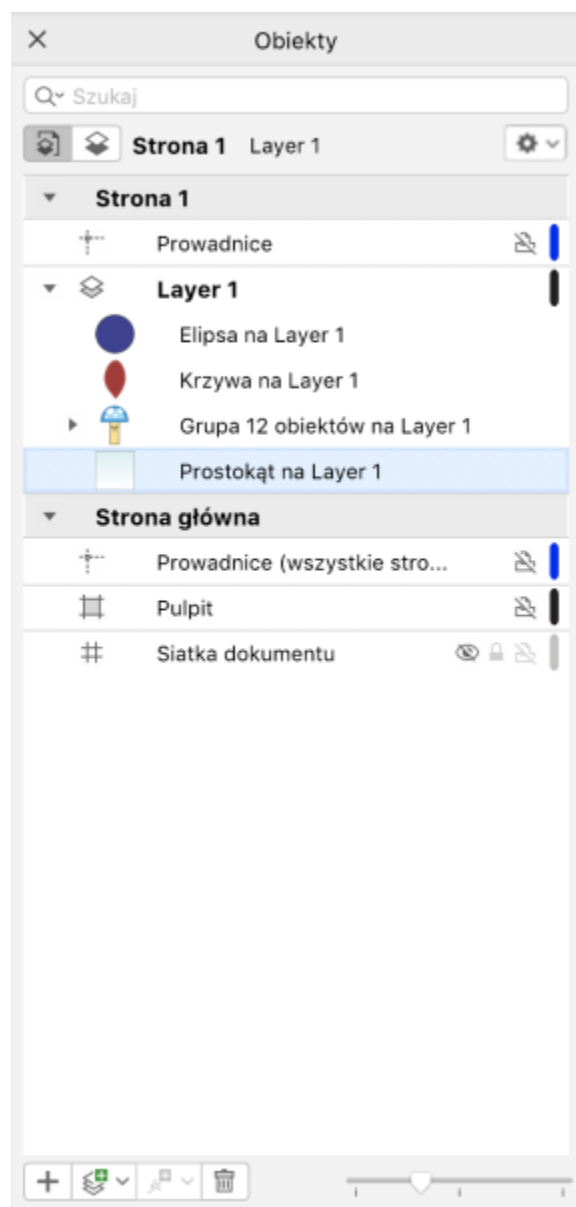 Obiekty
Szukaj
Strona 1 Layer 1
Strona 1
Prowadnice
Layer 1
Elipsa na Layer 1
Krzywa na Layer 1
Grupa 12 obiektów na Layer 1
Prostokąt na Layer 1
Strona główna
Prowadnice (wszystkie stro...
Pulpit
Siatka dokumentu